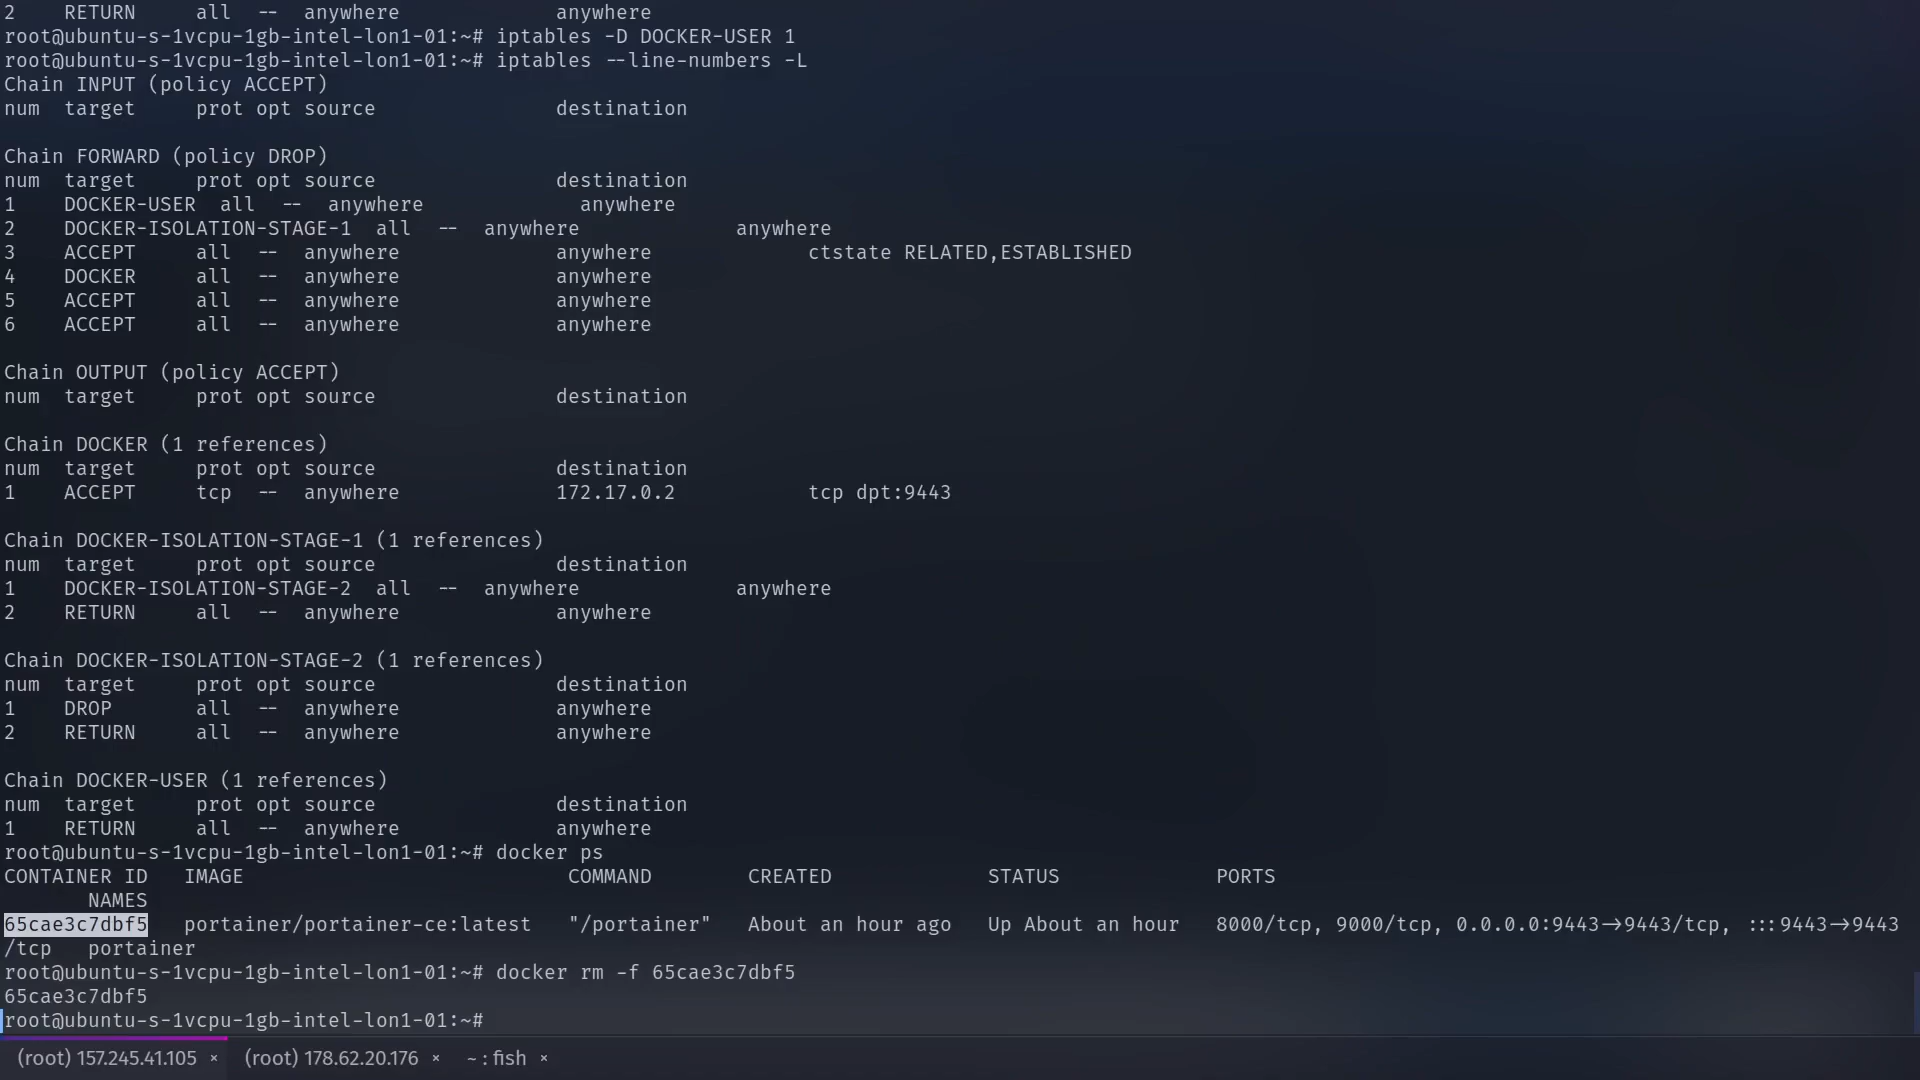 2    RETURN     all  --  anywhere             anywhere
root@ubuntu-s-1vcpu-1gb-intel-lon1-01:~# iptables -D DOCKER-USER 1
root@ubuntu-s-1vcpu-1gb-intel-lon1-01:~# iptables --line-numbers -L
Chain INPUT (policy ACCEPT)
num  target     prot opt source               destination
Chain FORWARD (policy DROP)
num  target     prot opt source               destination
1    DOCKER-USER  all  --  anywhere             anywhere
2    DOCKER-ISOLATION-STAGE-1  all  --  anywhere             anywhere
3    ACCEPT     all  --  anywhere             anywhere             ctstate RELATED,ESTABLISHED
4    DOCKER     all  --  anywhere             anywhere
5    ACCEPT     all  --  anywhere             anywhere
6    ACCEPT     all  --  anywhere             anywhere
Chain OUTPUT (policy ACCEPT)
num  target     prot opt source               destination
Chain DOCKER (1 references)
num  target     prot opt source               destination
1    ACCEPT     tcp  --  anywhere             172.17.0.2           tcp dpt:9443
Chain DOCKER-ISOLATION-STAGE-1 (1 references)
num  target     prot opt source               destination
1    DOCKER-ISOLATION-STAGE-2  all  --  anywhere             anywhere
2    RETURN     all  --  anywhere             anywhere
Chain DOCKER-ISOLATION-STAGE-2 (1 references)
num  target     prot opt source               destination
1    DROP       all  --  anywhere             anywhere
2    RETURN     all  --  anywhere             anywhere
Chain DOCKER-USER (1 references)
num  target     prot opt source               destination
1    RETURN     all  --  anywhere             anywhere
root@ubuntu-s-1vcpu-1gb-intel-lon1-01:~# docker ps
CONTAINER ID   IMAGE                           COMMAND        CREATED             STATUS             PORTS
NAMES
65cae3c7dbf5   portainer/portainer-ce:latest   "/portainer"   About an hour ago   Up About an hour   8000/tcp, 9000/tcp, 0.0.0.0:9443->9443/tcp, :::9443->9443
/tcp   portainer
root@ubuntu-s-1vcpu-1gb-intel-lon1-01:~# docker rm -f 65cae3c7dbf5
65cae3c7dbf5
root@ubuntu-s-1vcpu-1gb-intel-lon1-01:~#
(root) 157.245.41.105 × (root) 178.62.20.176 × ~ : fish ×